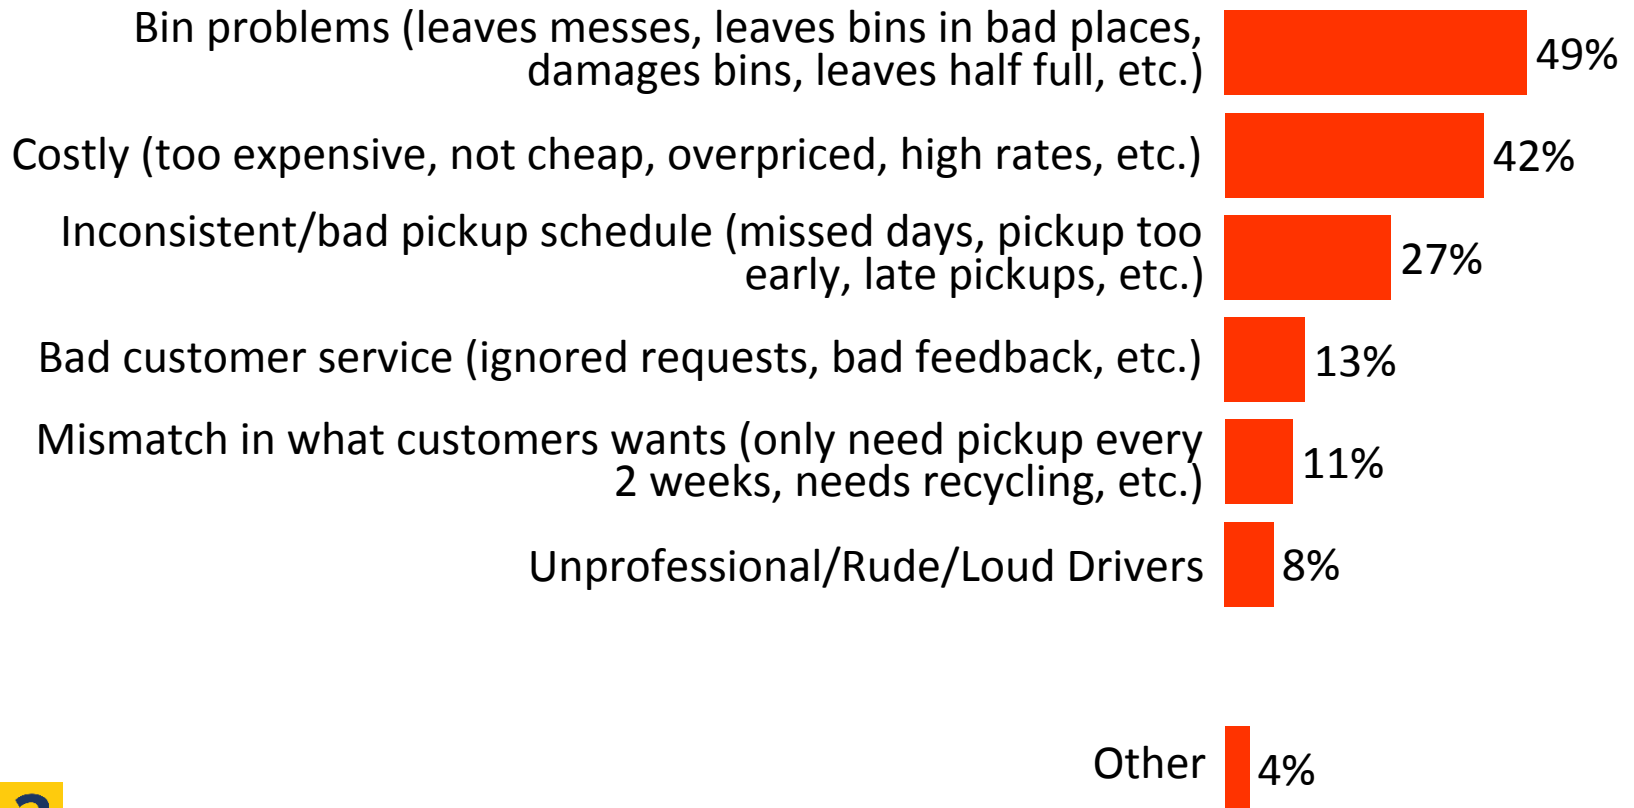 Bin problems (leaves messes, leaves bins in bad places,
damages bins, leaves half full, etc.)
49%
Costly (too expensive, not cheap, overpriced, high rates, etc.)
42%
Inconsistent/bad pickup schedule (missed days, pickup too
early, late pickups, etc.)
27%
Bad customer service (ignored requests, bad feedback, etc.)
13%
Mismatch in what customers wants (only need pickup every
2 weeks, needs recycling, etc.)
11%
Unprofessional/Rude/Loud Drivers
8%
Other
4%